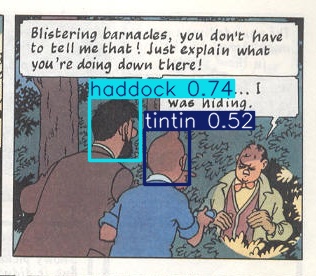 Blistering barnacles, you don't have
to tell me that! Just explain what
you're doing down there!
haddock 0.74
... I
was hiding.
tintin 0.52